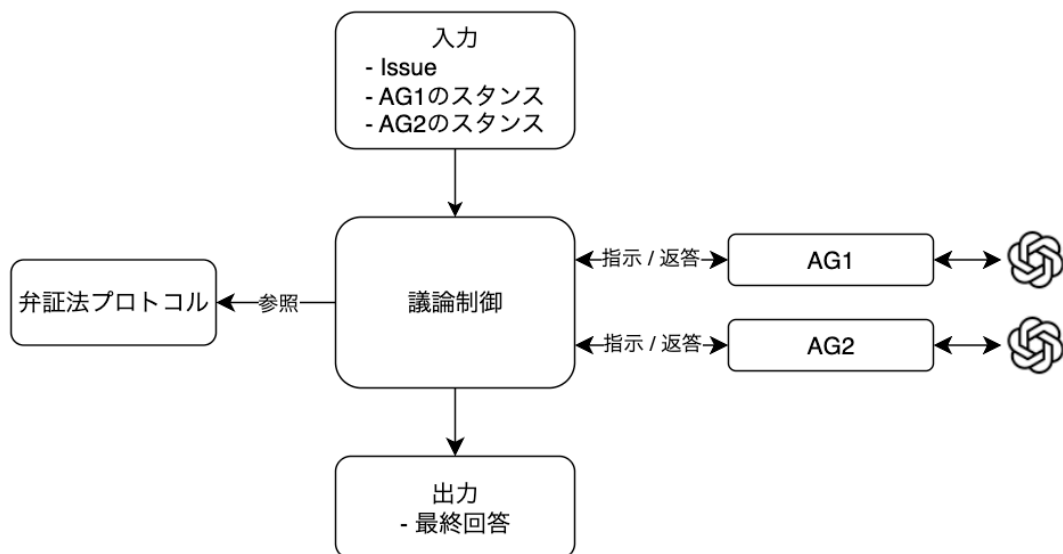 入力
- Issue
- AG1のスタンス
- AG2のスタンス
指示 / 返答
AG1
弁証法プロトコル
参照
議論制御
指示 / 返答
AG2
出力
- 最終回答